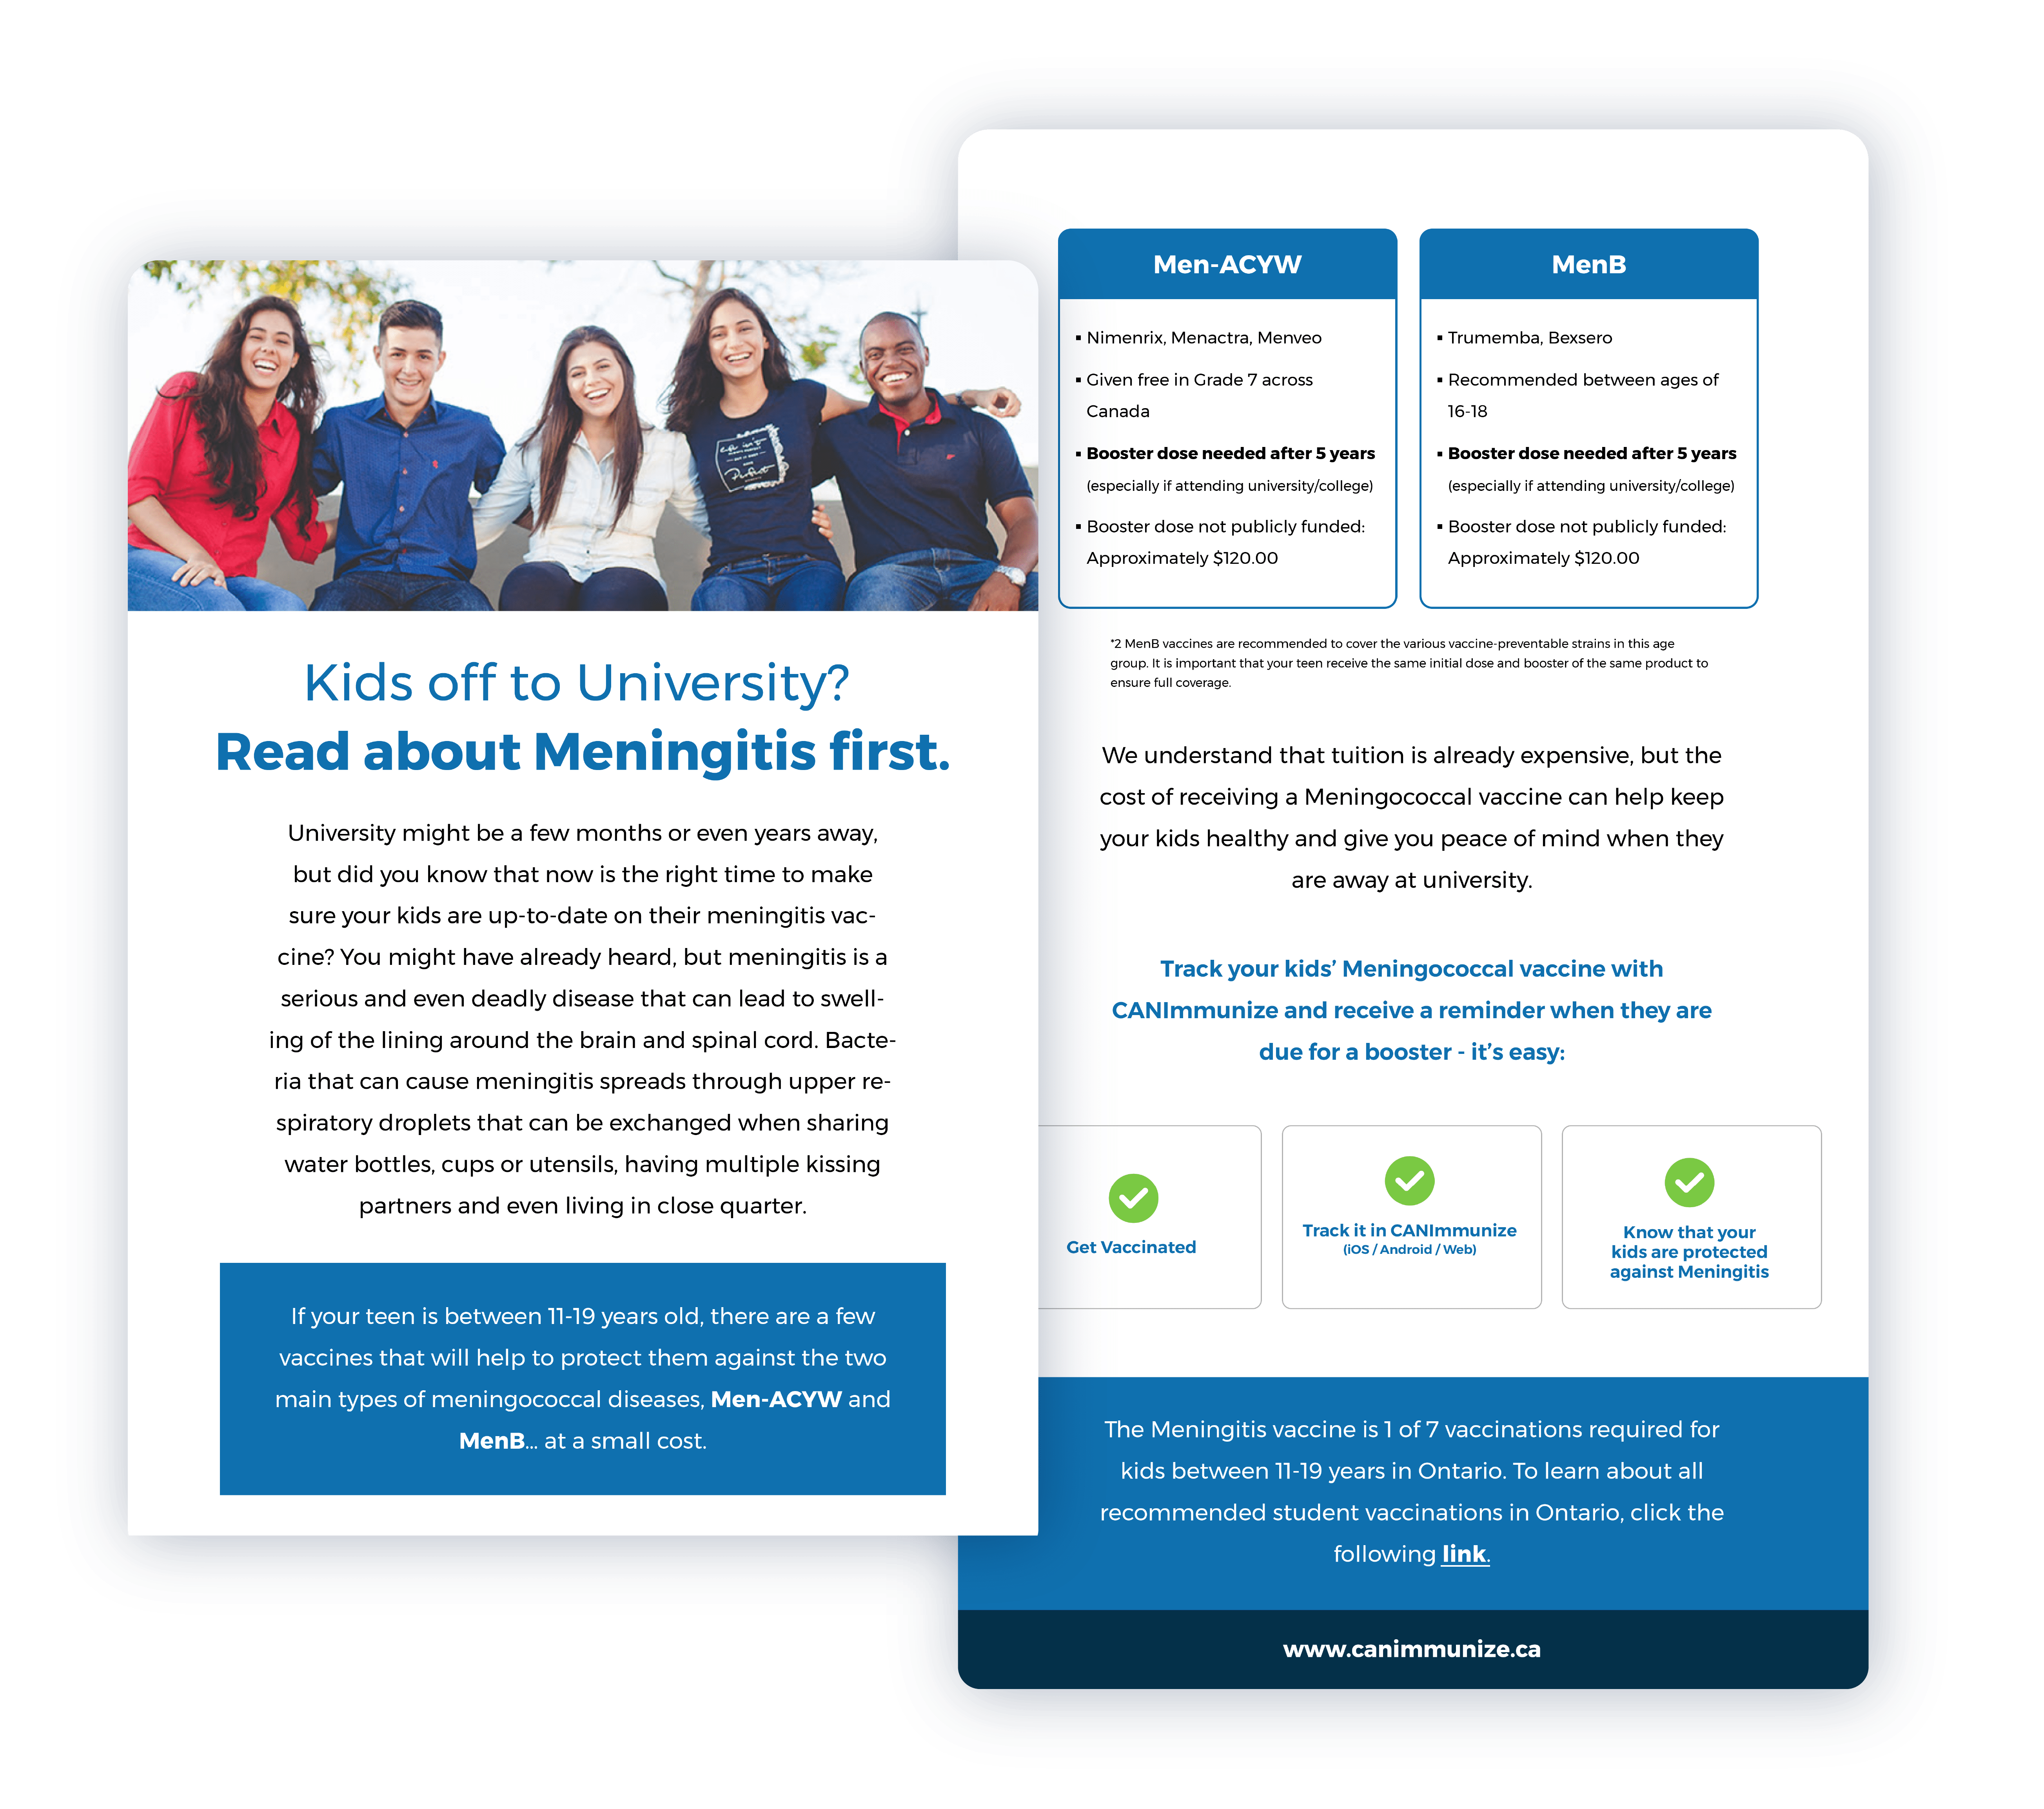 Kids off to University?
Read about Meningitis first.
University might be a few months or even years away,
but did you know that now is the right time to make
sure your kids are up-to-date on their meningitis vac-
cine? You might have already heard, but meningitis is a
serious and even deadly disease that can lead to swell-
ing of the lining around the brain and spinal cord. Bacte-
ria that can cause meningitis spreads through upper re-
spiratory droplets that can be exchanged when sharing
water bottles, cups or utensils, having multiple kissing
partners and even living in close quarter.
If your teen is between 11-19 years old, there are a few
vaccines that will help to protect them against the two
main types of meningococcal diseases, Men-ACYW and
MenB... at a small cost.
Men-ACYW
▪ Nimenrix, Menactra, Menveo
▪ Given free in Grade 7 across
Canada
▪ Booster dose needed after 5 years
(especially if attending university/college)
▪ Booster dose not publicly funded:
Approximately $120.00
MenB
▪ Trumemba, Bexsero
▪ Recommended between ages of
16-18
▪ Booster dose needed after 5 years
(especially if attending university/college)
▪ Booster dose not publicly funded:
Approximately $120.00
*2 MenB vaccines are recommended to cover the various vaccine-preventable strains in this age
group. It is important that your teen receive the same initial dose and booster of the same product to
ensure full coverage.
We understand that tuition is already expensive, but the
cost of receiving a Meningococcal vaccine can help keep
your kids healthy and give you peace of mind when they
are away at university.
Track your kids’ Meningococcal vaccine with
CANImmunize and receive a reminder when they are
due for a booster - it’s easy:
Get Vaccinated
Track it in CANImmunize
(iOS / Android / Web)
Know that your
kids are protected
against Meningitis
The Meningitis vaccine is 1 of 7 vaccinations required for
kids between 11-19 years in Ontario. To learn about all
recommended student vaccinations in Ontario, click the
following link.
www.canimmunize.ca